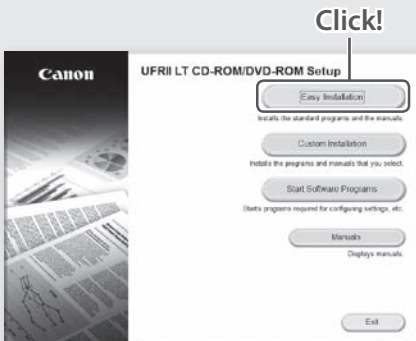 Click!
Canon
UFRII LT CD-ROM/DVD-ROM Setup
Easy Installation
Installs the standard programs and the manuals.
Custom Installation
Installs the programs and manuals that you select.
Start Software Programs
Starts programs required for configuring settings, etc.
Manuals
Displays manuals.
Exit